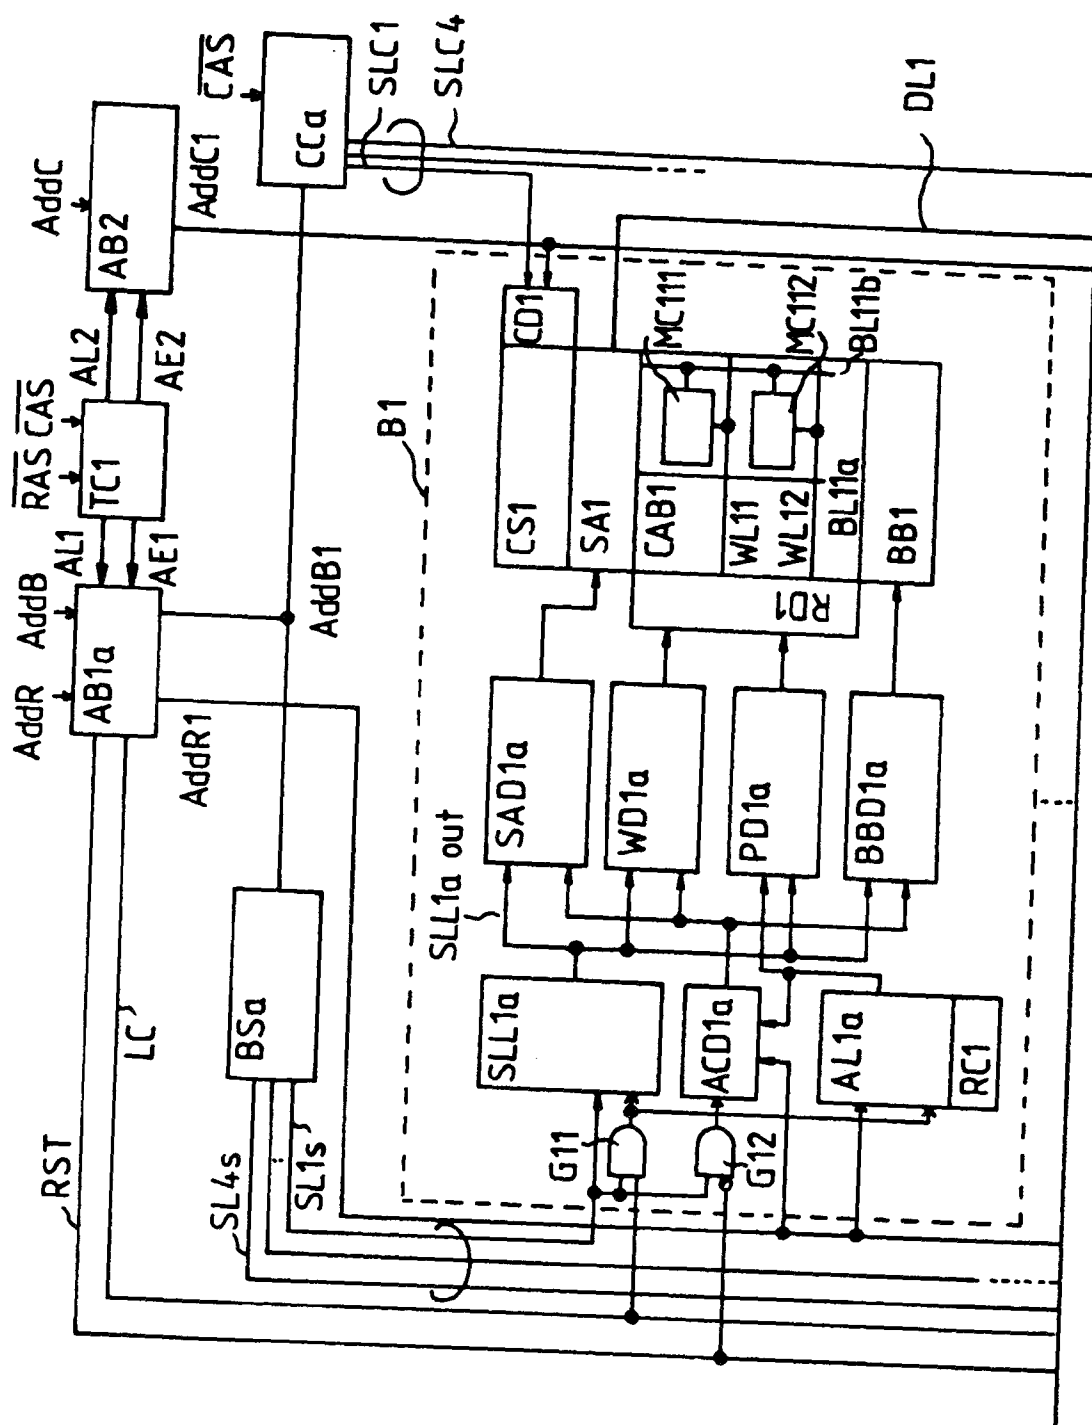 AddR
AddB
RAS
CAS
AddC
AB1a
AL1
AE1
TC1
AL2
AE2
AB2
AddC1
CAS
CCa
SLC1
SLC4
RST
LC'
AddR1
AddB1
BSa
SL4s
SL1s'
B1
DL1
SLL1a out
SLL1a
SAD1a
CS1
CD1
SA1
G11
WD1a
CAB1
MC111
ACD1a
WL11
G12
PD1a
RD1
WL12
MC112
AL1a
BL11a
BL11b
RC1
BBD1a
BB1